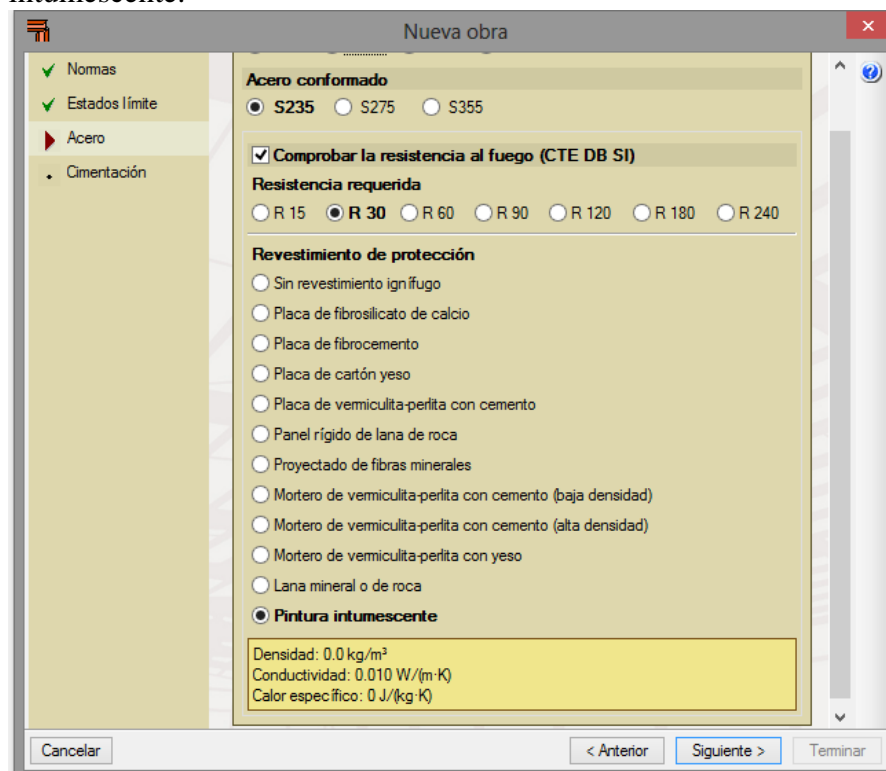 intumescente.
Nueva obra
Normas
Estados límite
Acero
Cimentación
Acero conformado
S235 S275 S355
Comprobar la resistencia al fuego (CTE DB SI)
Resistencia requerida
R 15 R 30 R 60 R 90 R 120 R 180 R 240
Revestimiento de protección
Sin revestimiento ignífugo
Placa de fibrosilicato de calcio
Placa de fibrocemento
Placa de cartón yeso
Placa de vermiculita-perlita con cemento
Panel rígido de lana de roca
Proyectado de fibras minerales
Mortero de vermiculita-perlita con cemento (baja densidad)
Mortero de vermiculita-perlita con cemento (alta densidad)
Mortero de vermiculita-perlita con yeso
Lana mineral o de roca
Pintura intumescente
Densidad: 0.0 kg/m³
Conductividad: 0.010 W/(m·K)
Calor específico: 0 J/(kg·K)
Cancelar < Anterior Siguiente > Terminar